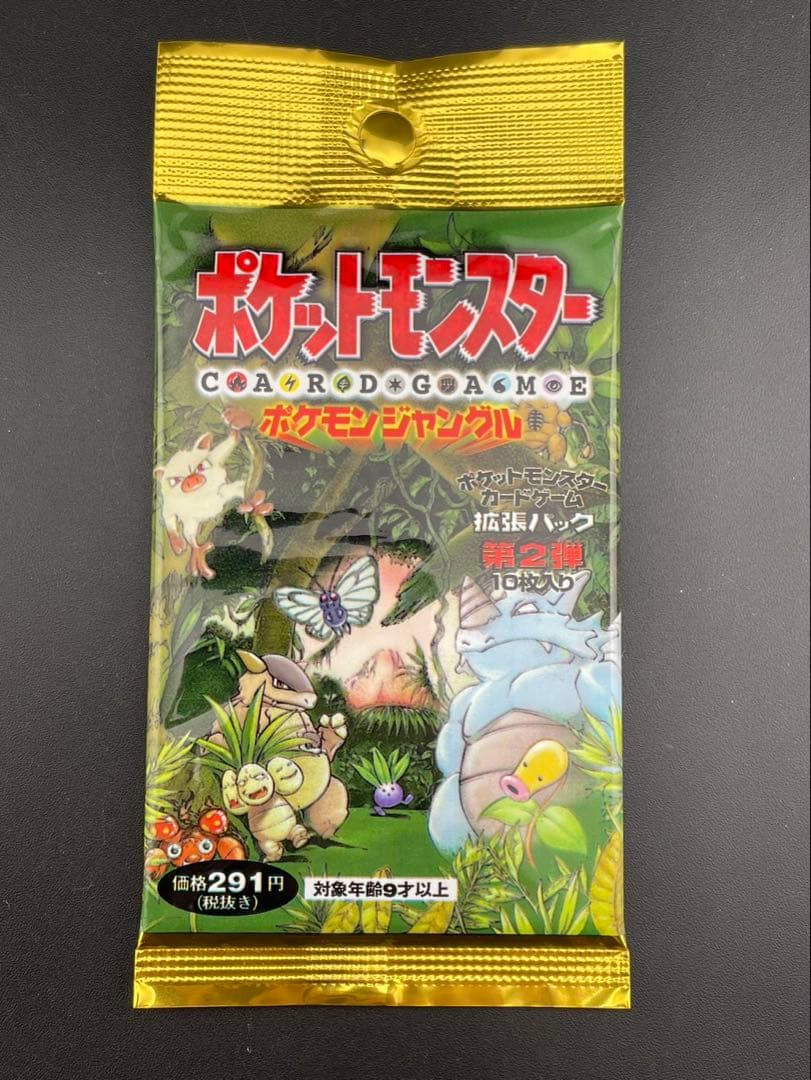 ポケットモンスター
TM
CARD GAME
ポケモンジャングル
ポケットモンスター
カードゲーム
拡張パック
第2弾
10枚入り
価格291円
(税抜き)
対象年齢9才以上